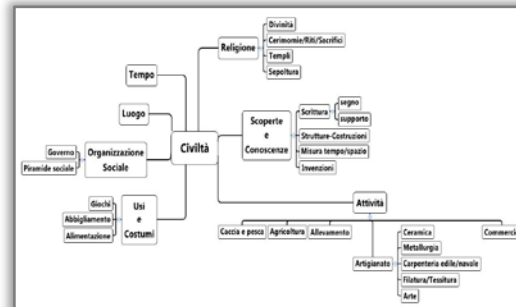 Divinità
Cerimomie/Riti/Sacrifici
Religione
Templi
Sepoltura
Tempo
Luogo
Scoperte
e
Conoscenze
Scrittura
segno
supporto
Strutture-Costruzioni
Misura tempo/spazio
Invenzioni
Civiltà
Governo
Piramide sociale
Organizzazione
Sociale
Giochi
Abbigliamento
Alimentazione
Usi
e
Costumi
Attività
Caccia e pesca
Agricoltura
Allevamento
Commercio
Artigianato
Ceramica
Metallurgia
Carpenteria edile/navale
Filatura/Tessitura
Arte